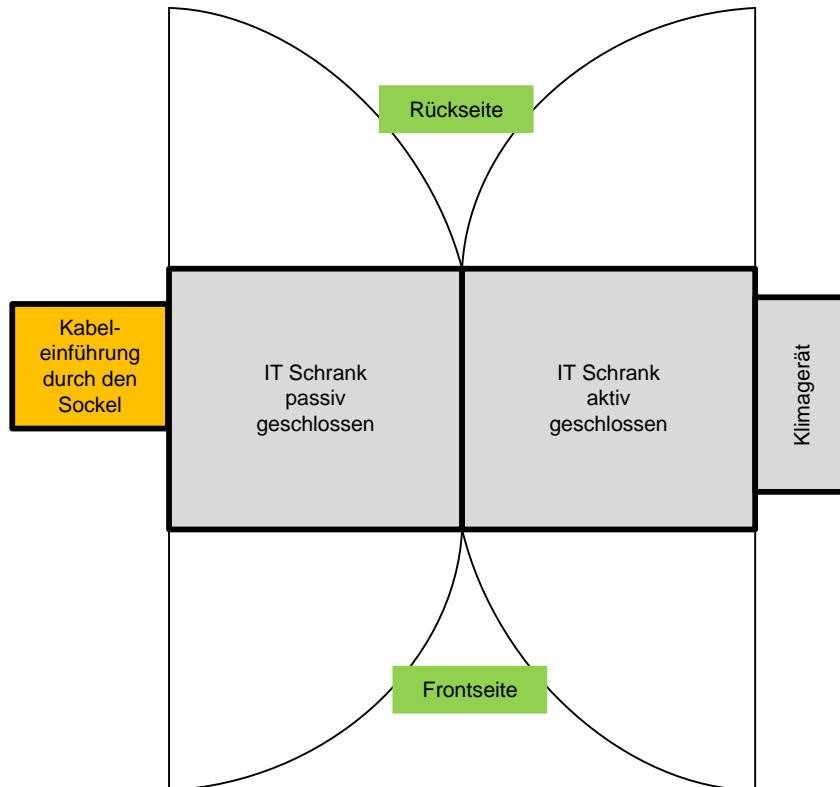 Rückseite
Kabel-
einführung
durch den
Sockel
IT Schrank
passiv
geschlossen
IT Schrank
aktiv
geschlossen
Klimagerät
Frontseite